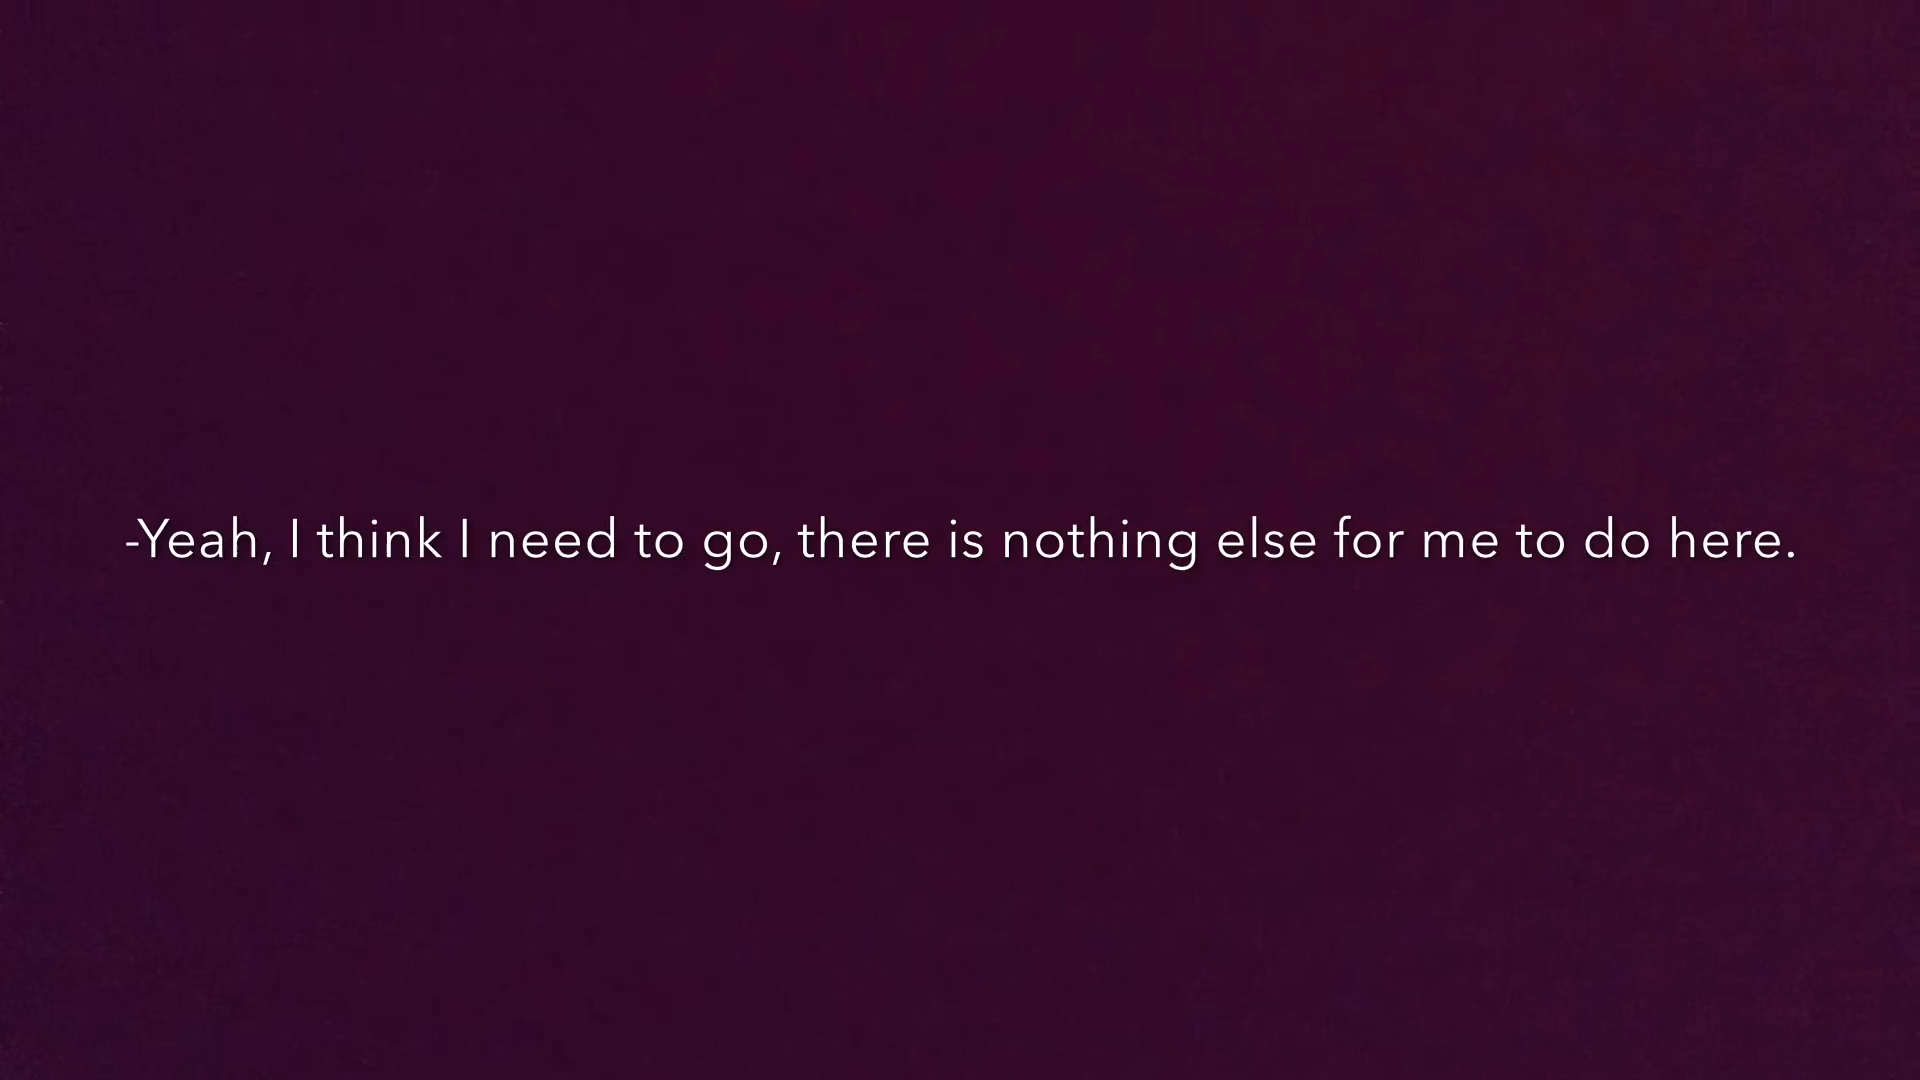 -Yeah, I think I need to go, there is nothing else for me to do here.